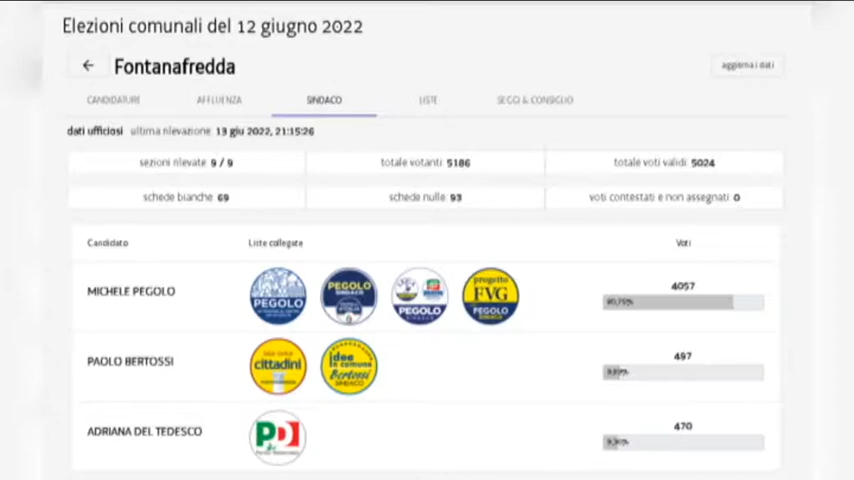 Elezioni comunali del 12 giugno 2022
← Fontanafredda
aggiorna i dati
CANDIDATURE AFFLUENZA SINDACO LISTE SEGGI & CONSIGLIO
dati ufficiosi ultima rilevazione 13 giu 2022, 21:15:26
sezioni rilevate 9 / 9 totale votanti 5186 totale voti validi 5024
schede bianche 69 schede nulle 93 voti contestati e non assegnati 0
Candidato Liste collegate Voti
MICHELE PEGOLO
PEGOLO
PEGOLO
SINDACO
PEGOLO
progetto
FVG
PEGOLO
SINDACO
4057
80,75%
PAOLO BERTOSSI
cittadini
idee
in comune
Bertossi
SINDACO
497
ADRIANA DEL TEDESCO
PD
470